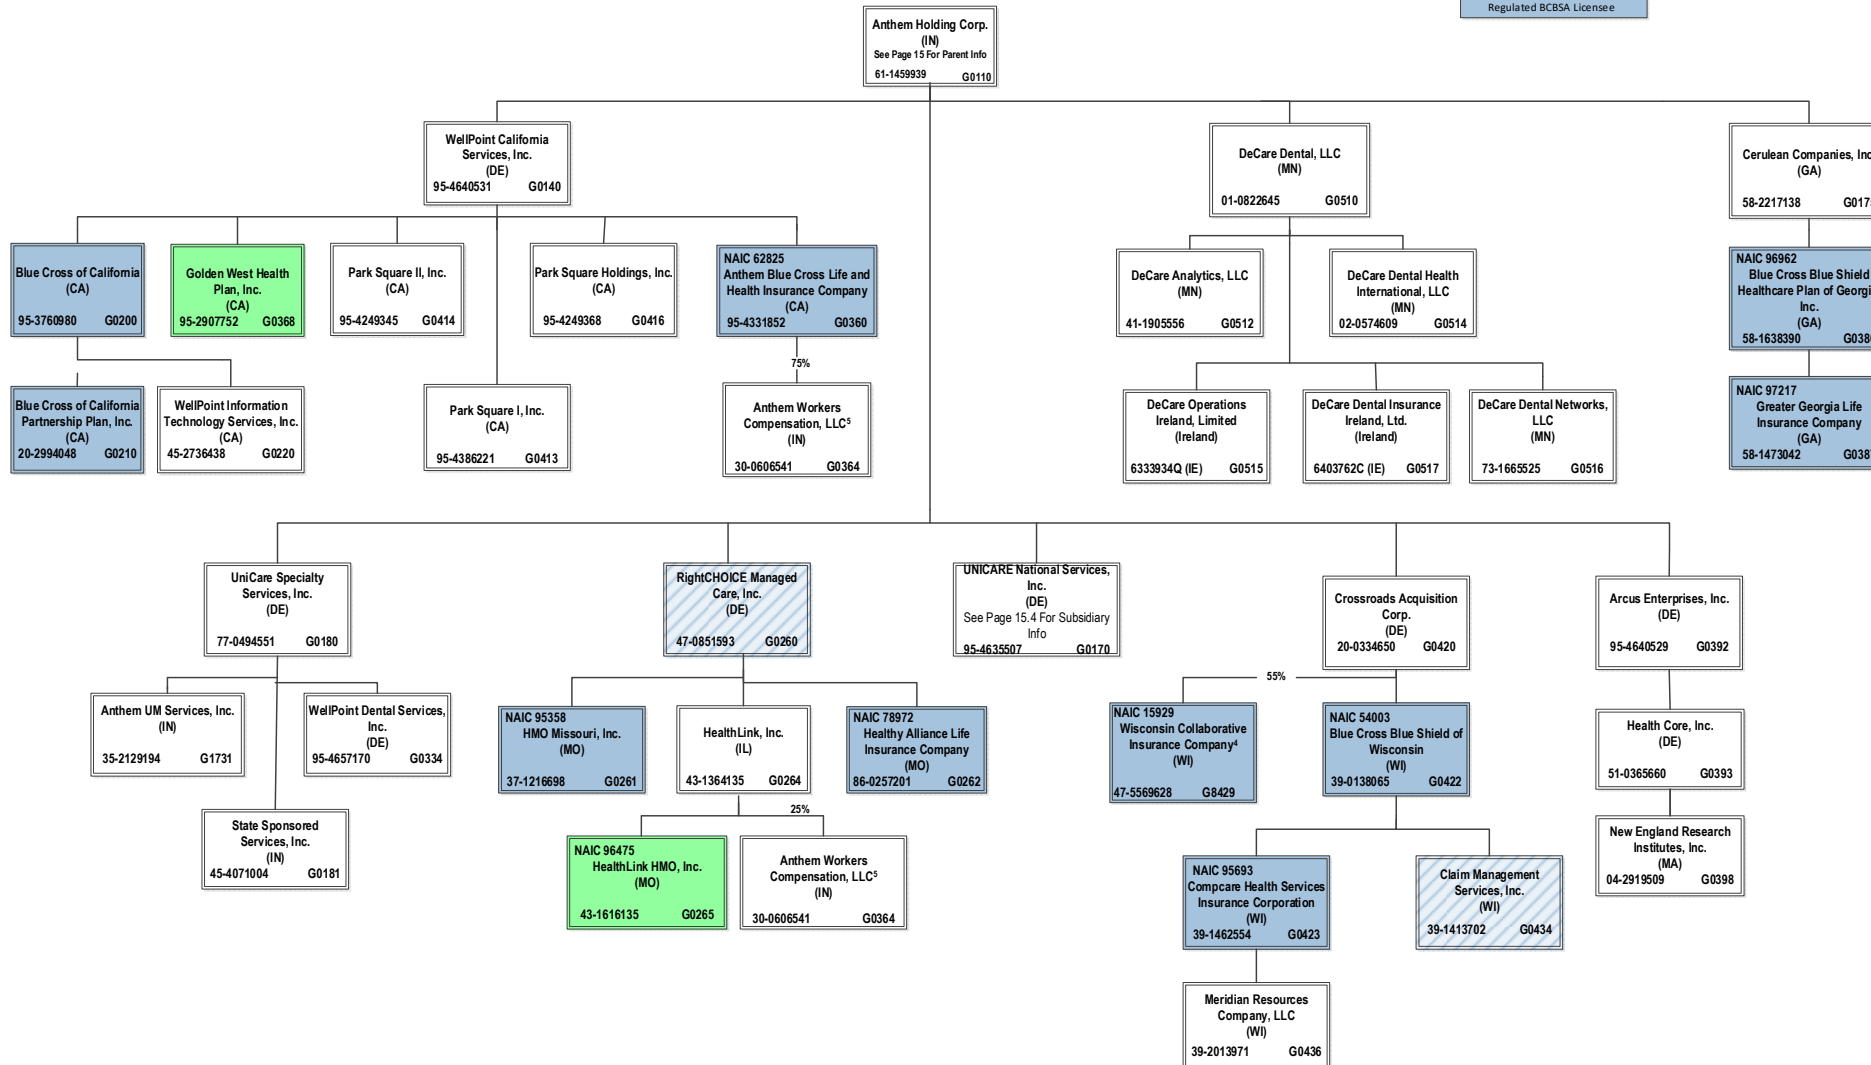 Regulated BCBSA Licensee
Anthem Holding Corp.
(IN)
See Page 15 For Parent Info
61-1459939 G0110
WellPoint California
Services, Inc.
(DE)
95-4640531 G0140
DeCare Dental, LLC
(MN)
01-0822645 G0510
Cerulean Companies, Inc
(GA)
58-2217138 G017
Blue Cross of California
(CA)
95-3760980 G0200
Golden West Health
Plan, Inc.
(CA)
95-2907752 G0368
Park Square II, Inc.
(CA)
95-4249345 G0414
Park Square Holdings, Inc.
(CA)
95-4249368 G0416
NAIC 62825
Anthem Blue Cross Life and
Health Insurance Company
(CA)
95-4331852 G0360
DeCare Analytics, LLC
(MN)
41-1905556 G0512
DeCare Dental Health
International, LLC
(MN)
02-0574609 G0514
NAIC 96962
Blue Cross Blue Shield
Healthcare Plan of Georgi
Inc.
(GA)
58-1638390 G038
75%
Blue Cross of California
Partnership Plan, Inc.
(CA)
20-2994048 G0210
WellPoint Information
Technology Services, Inc.
(CA)
45-2736438 G0220
Park Square I, Inc.
(CA)
95-4386221 G0413
Anthem Workers
Compensation, LLC⁵
(IN)
30-0606541 G0364
DeCare Operations
Ireland, Limited
(Ireland)
6333934Q (IE) G0515
DeCare Dental Insurance
Ireland, Ltd.
(Ireland)
6403762C (IE) G0517
DeCare Dental Networks,
LLC
(MN)
73-1665525 G0516
NAIC 97217
Greater Georgia Life
Insurance Company
(GA)
58-1473042 G038
UniCare Specialty
Services, Inc.
(DE)
77-0494551 G0180
RightCHOICE Managed
Care, Inc.
(DE)
47-0851593 G0260
UNICARE National Services,
Inc.
(DE)
See Page 15.4 For Subsidiary
Info
95-4635507 G0170
Crossroads Acquisition
Corp.
(DE)
20-0334650 G0420
Arcus Enterprises, Inc.
(DE)
95-4640529 G0392
55%
Anthem UM Services, Inc.
(IN)
35-2129194 G1731
WellPoint Dental Services,
Inc.
(DE)
95-4657170 G0334
NAIC 95358
HMO Missouri, Inc.
(MO)
37-1216698 G0261
HealthLink, Inc.
(IL)
43-1364135 G0264
NAIC 78972
Healthy Alliance Life
Insurance Company
(MO)
86-0257201 G0262
NAIC 15929
Wisconsin Collaborative
Insurance Company⁴
(WI)
47-5569628 G8429
NAIC 54003
Blue Cross Blue Shield of
Wisconsin
(WI)
39-0138065 G0422
Health Core, Inc.
(DE)
51-0365660 G0393
State Sponsored
Services, Inc.
(IN)
45-4071004 G0181
25%
NAIC 96475
HealthLink HMO, Inc.
(MO)
43-1616135 G0265
Anthem Workers
Compensation, LLC⁵
(IN)
30-0606541 G0364
NAIC 95693
Compcare Health Services
Insurance Corporation
(WI)
39-1462554 G0423
Claim Management
Services, Inc.
(WI)
39-1413702 G0434
New England Research
Institutes, Inc.
(MA)
04-2919509 G0398
Meridian Resources
Company, LLC
(WI)
39-2013971 G0436